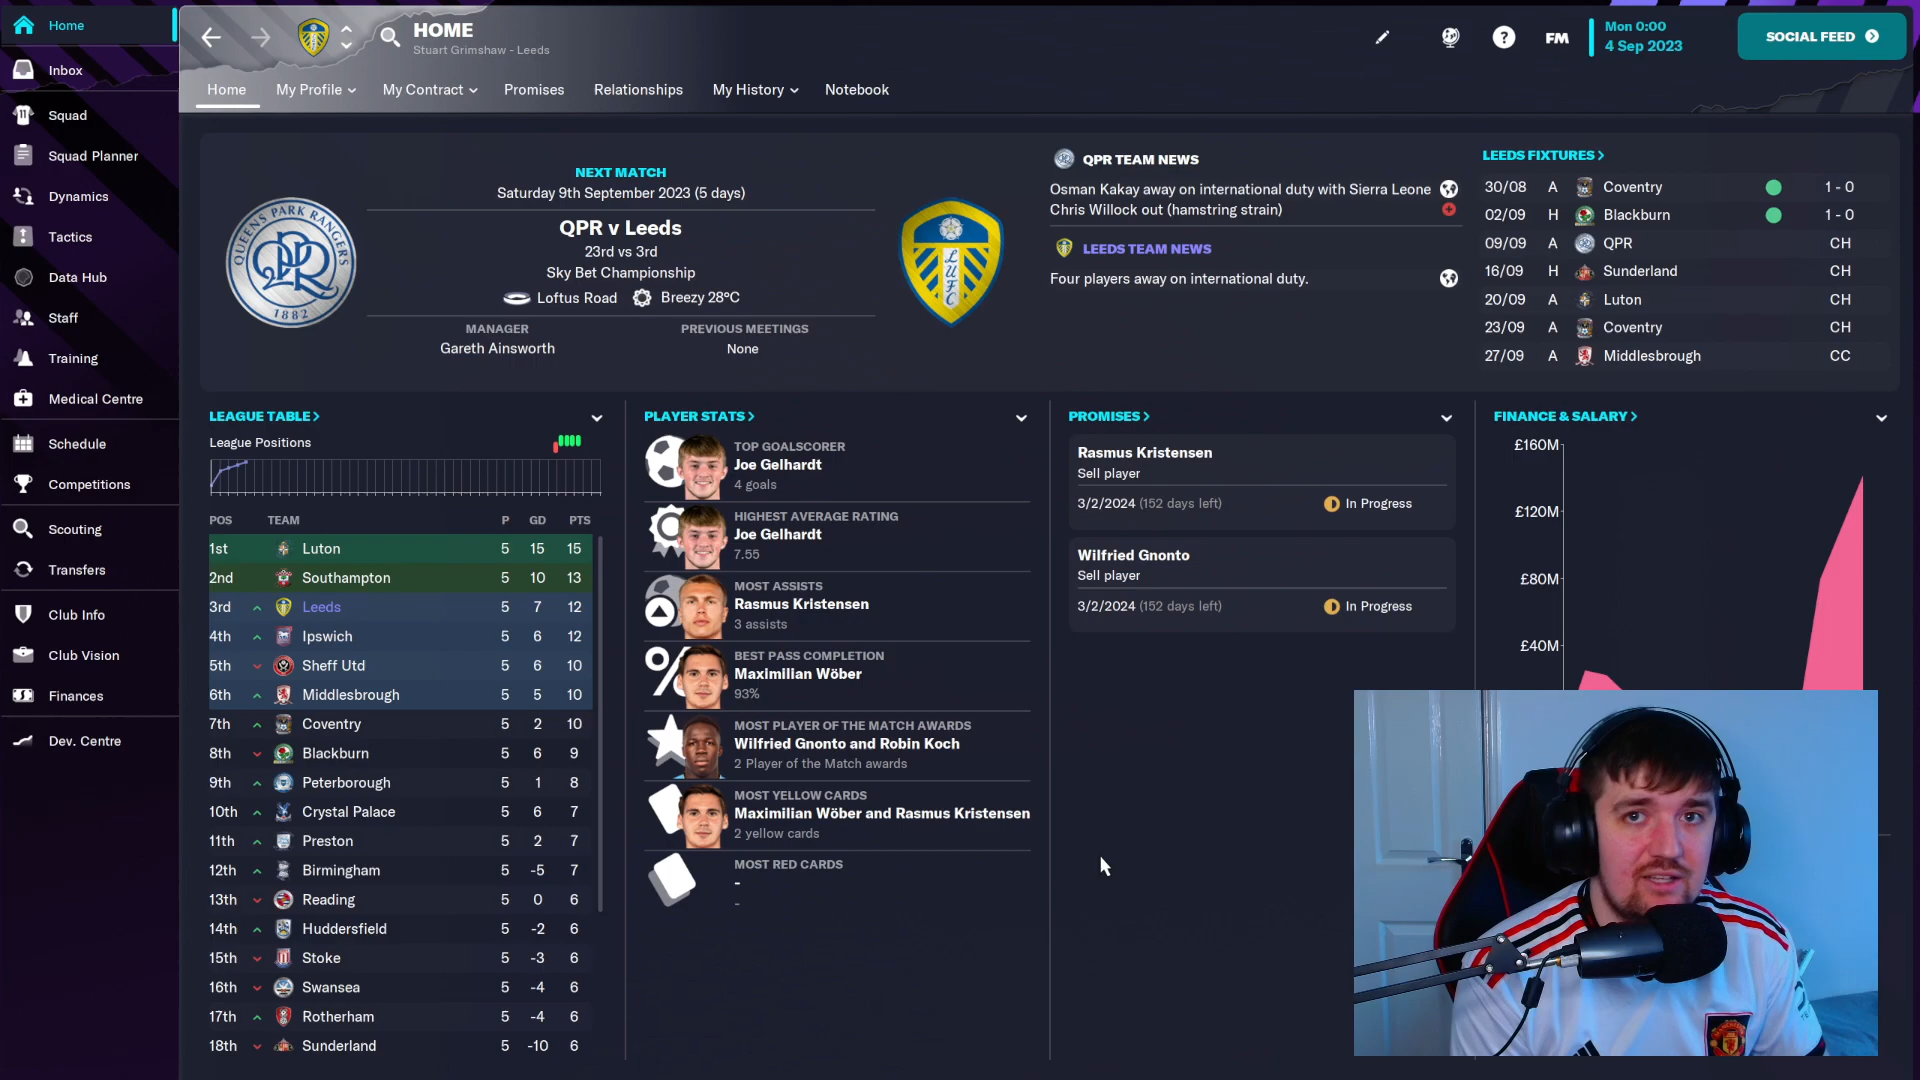 Home
Inbox
Squad
Squad Planner
Dynamics
Tactics
Data Hub
Staff
Training
Medical Centre
Schedule
Competitions
Scouting
Transfers
Club Info
Club Vision
Finances
Dev. Centre
HOME
Stuart Grimshaw - Leeds
FM
Mon 0:00
4 Sep 2023
SOCIAL FEED
Home My Profile My Contract Promises Relationships My History Notebook
QUEENS PARK RANGERS
QPR
1882
NEXT MATCH
Saturday 9th September 2023 (5 days)
QPR v Leeds
23rd vs 3rd
Sky Bet Championship
Loftus Road Breezy 28°C
MANAGER PREVIOUS MEETINGS
Gareth Ainsworth None
LUFC
QPR TEAM NEWS
Osman Kakay away on international duty with Sierra Leone
Chris Willock out (hamstring strain)
LEEDS TEAM NEWS
Four players away on international duty.
LEEDS FIXTURES >
30/08 A Coventry 1 - 0
02/09 H Blackburn 1 - 0
09/09 A QPR CH
16/09 H Sunderland CH
20/09 A Luton CH
23/09 A Coventry CH
27/09 A Middlesbrough CC
LEAGUE TABLE >
League Positions
POS TEAM P GD PTS
1st Luton 5 15 15
2nd Southampton 5 10 13
3rd Leeds 5 7 12
4th Ipswich 5 6 12
5th Sheff Utd 5 6 10
6th Middlesbrough 5 5 10
7th Coventry 5 2 10
8th Blackburn 5 6 9
9th Peterborough 5 1 8
10th Crystal Palace 5 6 7
11th Preston 5 2 7
12th Birmingham 5 -5 7
13th Reading 5 0 6
14th Huddersfield 5 -2 6
15th Stoke 5 -3 6
16th Swansea 5 -4 6
17th Rotherham 5 -4 6
18th Sunderland 5 -10 6
PLAYER STATS >
TOP GOALSCORER
Joe Gelhardt
4 goals
HIGHEST AVERAGE RATING
Joe Gelhardt
7.55
MOST ASSISTS
Rasmus Kristensen
3 assists
BEST PASS COMPLETION
Maximilian Wöber
93%
MOST PLAYER OF THE MATCH AWARDS
Wilfried Gnonto and Robin Koch
2 Player of the Match awards
MOST YELLOW CARDS
Maximilian Wöber and Rasmus Kristensen
2 yellow cards
MOST RED CARDS
-
-
PROMISES >
Rasmus Kristensen
Sell player
3/2/2024 (152 days left) In Progress
Wilfried Gnonto
Sell player
3/2/2024 (152 days left) In Progress
FINANCE & SALARY >
£160M
£120M
£80M
£40M